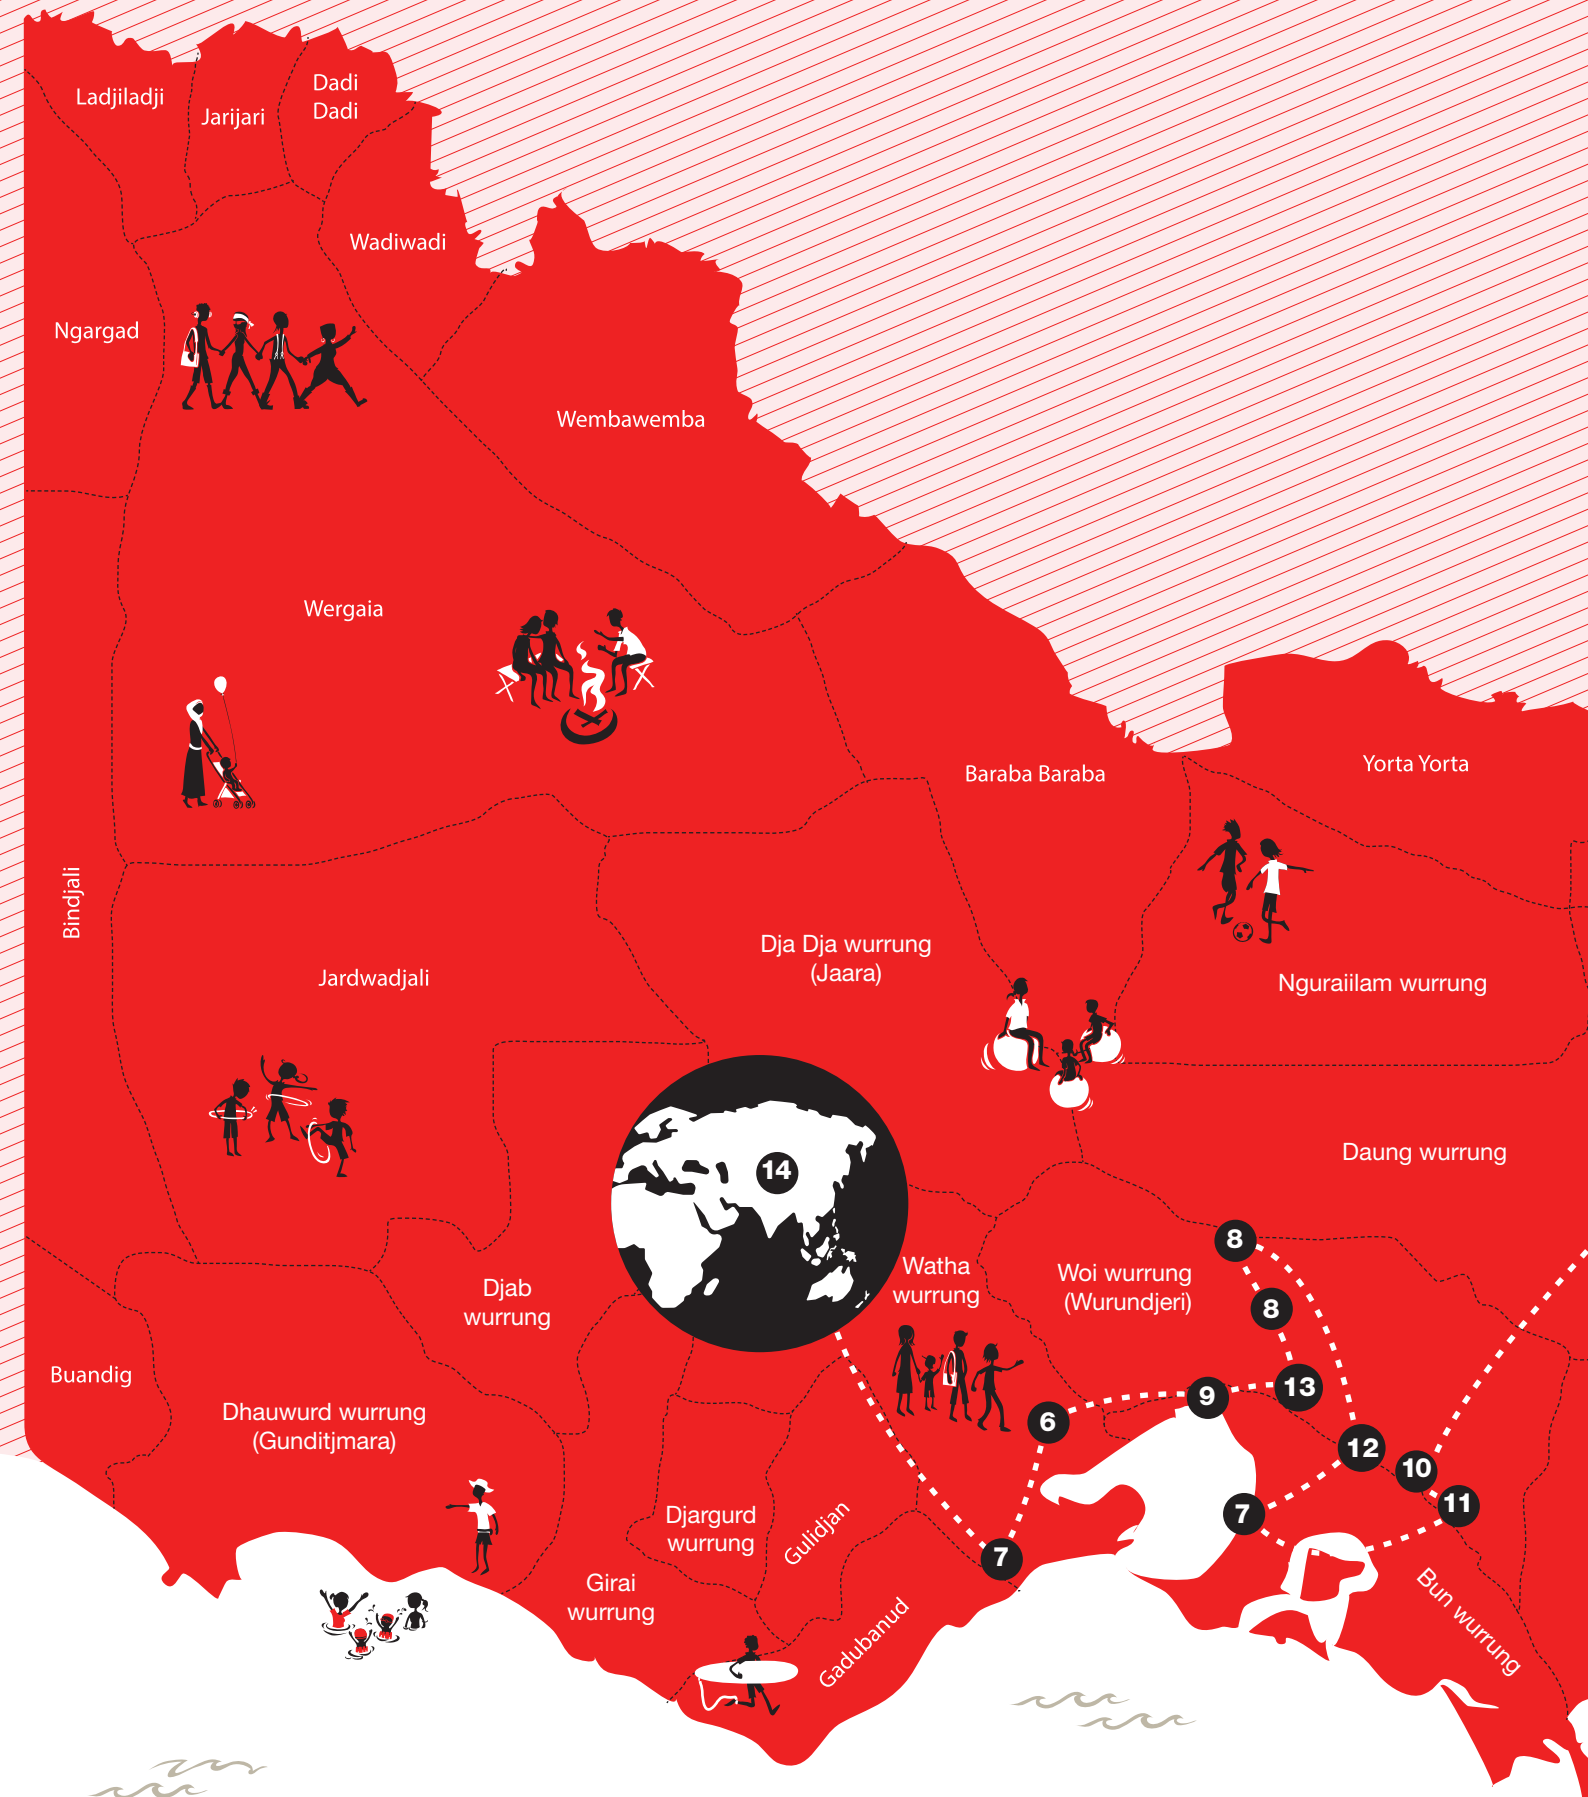 Ladjiladji
Jarijari
Dadi
Dadi
Wadiwadi
Ngargad
Wembawemba
Wergaia
Baraba Baraba
Yorta Yorta
Bindjali
Jardwadjali
Dja Dja wurrung
(Jaara)
Nguraiilam wurrung
Daung wurrung
14
8
Watha
wurrung
Woi wurrung
(Wurundjeri)
8
Djab
wurrung
Buandig
Dhauwurd wurrung
(Gunditjmara)
13
9
6
12
10
11
7
Djargurd
wurrung
Gulidjan
7
Girai
wurrung
Gadubanud
Bun wurrung